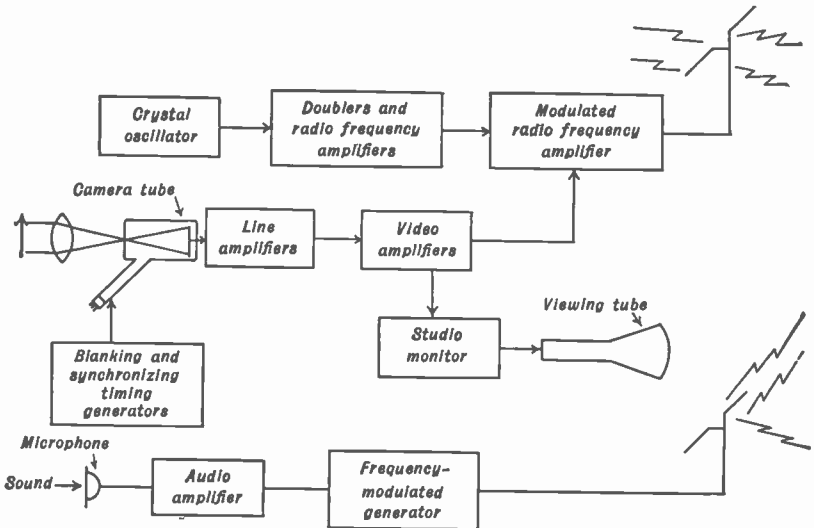 Crystal
oscillator
Doublers and
radio frequency
amplifiers
Modulated
radio frequency
amplifier
Camera tube
Line
amplifiers
Video
amplifiers
Studio
monitor
Viewing tube
Blanking and
synchronizing
timing
generators
Microphone
Sound
Audio
amplifier
Frequency-
modulated
generator